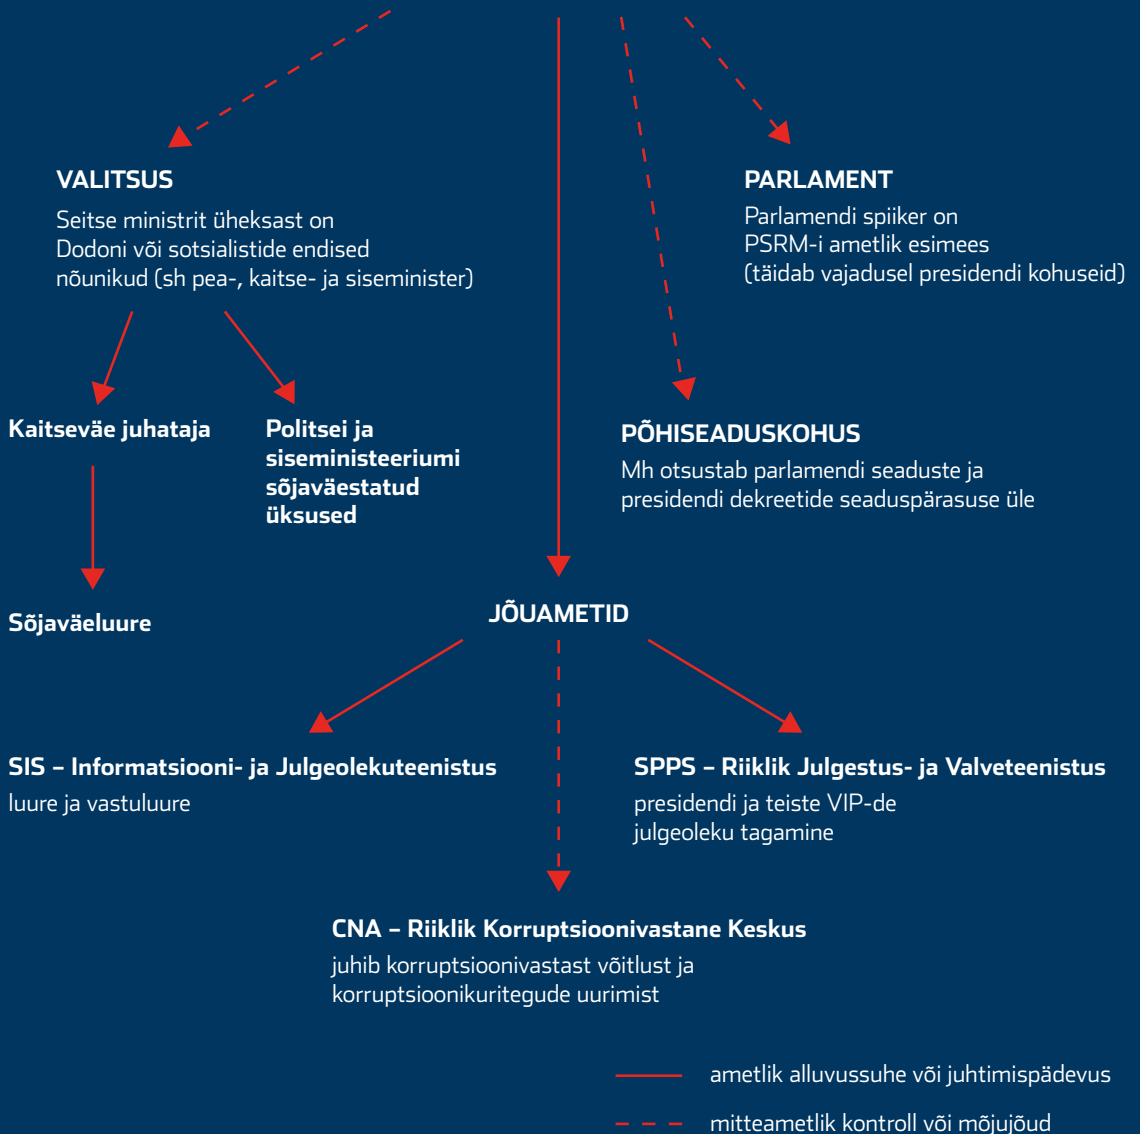 VALITSUS
Seitse ministrit üheksast on
Dodoni või sotsialistide endised
nõunikud (sh pea-, kaitse- ja siseminister)
PARLAMENT
Parlamendi spiiker on
PSRM-i ametlik esimees
(täidab vajadusel presidendi kohuseid)
Kaitseväe juhataja
Politsei ja
siseministeeriumi
sõjaväestatud
üksused
PÕHISEADUSKOHUS
Mh otsustab parlamendi seaduste ja
presidendi dekreetide seaduspärasuse üle
Sõjaväeluure
JÕUAMETID
SIS – Informatsiooni- ja Julgeolekuteenistus
luure ja vastuluure
SPPS – Riiklik Julgestus- ja Valveteenistus
presidendi ja teiste VIP-de
julgeoleku tagamine
CNA – Riiklik Korruptsioonivastane Keskus
juhib korruptsioonivastast võitlust ja
korruptsioonikuritegude uurimist
ametlik alluvussuhe või juhtimispädevus
mitteametlik kontroll või mõjujõud